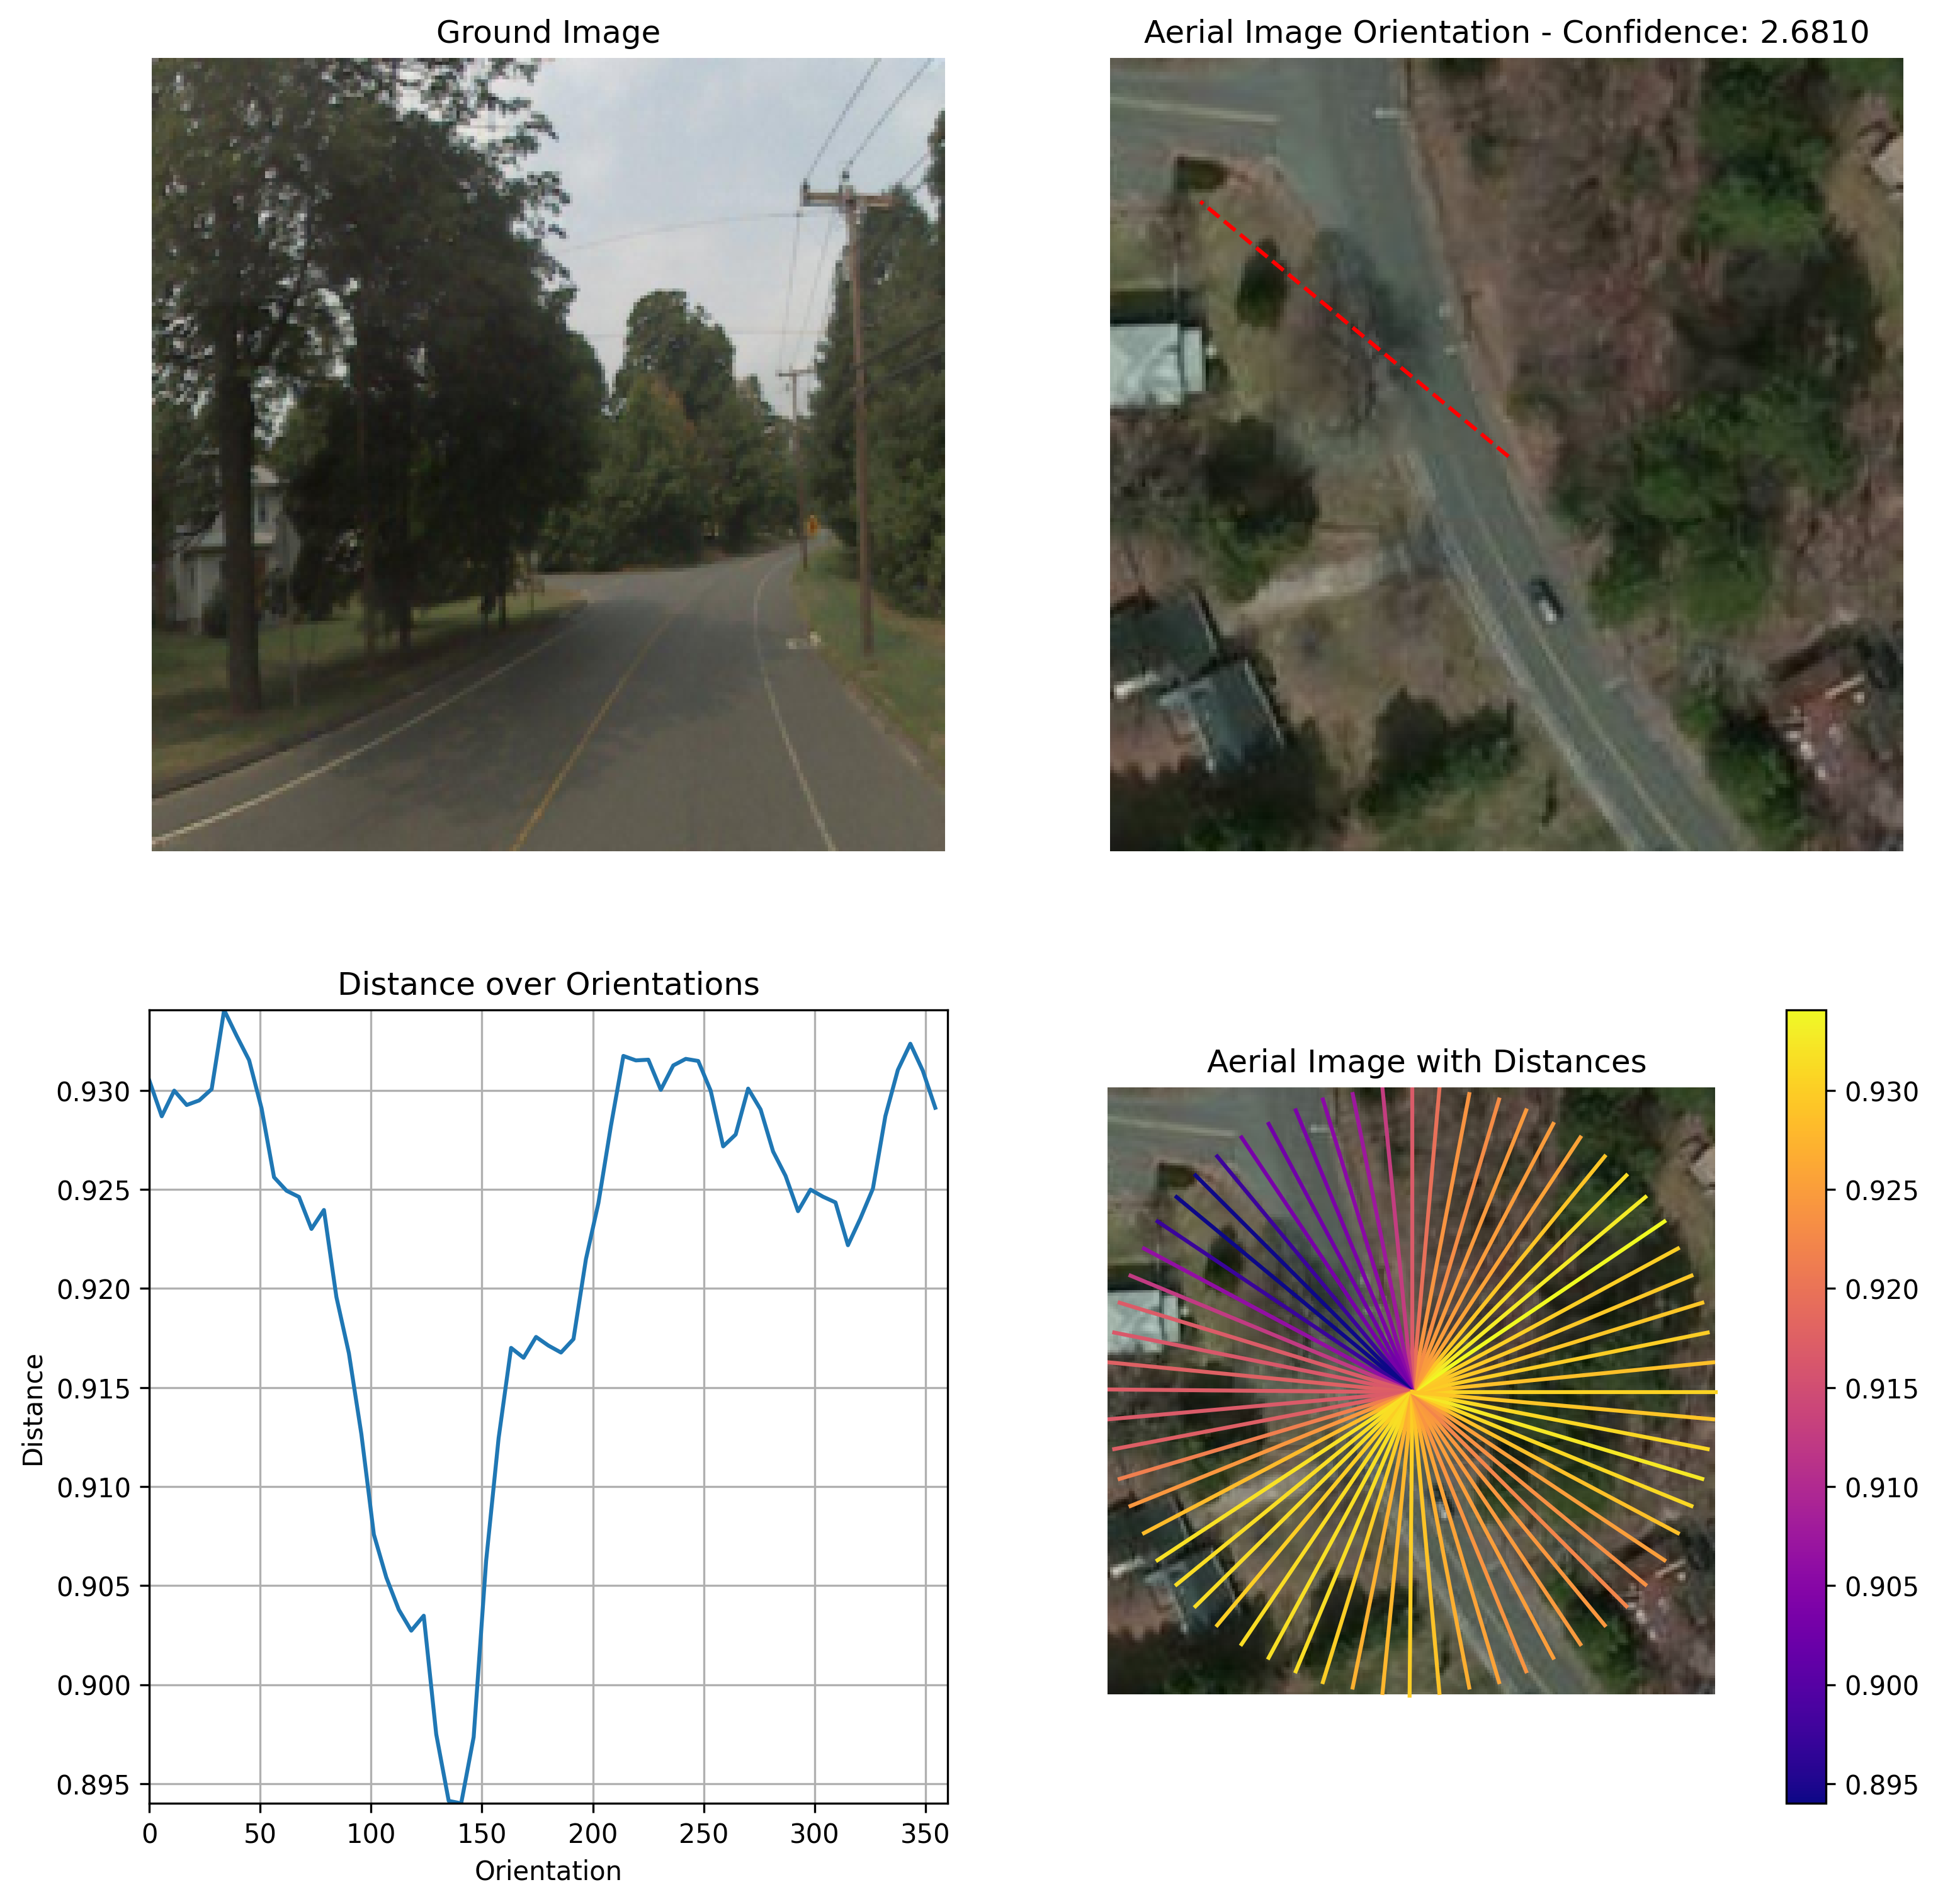 Ground Image
Aerial Image Orientation - Confidence: 2.6810
Distance over Orientations
0.930
0.925
0.920
0.915
0.910
0.905
0.900
0.895
Distance
0 50 100 150 200 250 300 350
Orientation
Aerial Image with Distances
0.930
0.925
0.920
0.915
0.910
0.905
0.900
0.895